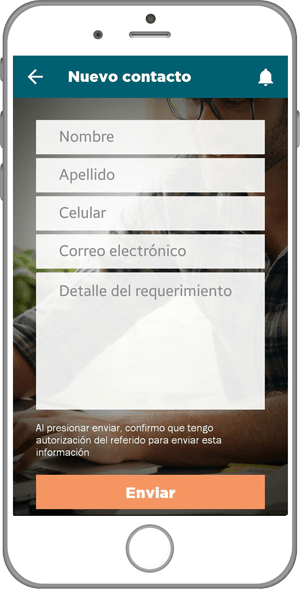 Nuevo contacto
Nombre
Apellido
Celular
Correo electrónico
Detalle del requerimiento
Al presionar enviar, confirmo que tengo
autorización del referido para enviar esta
información
Enviar